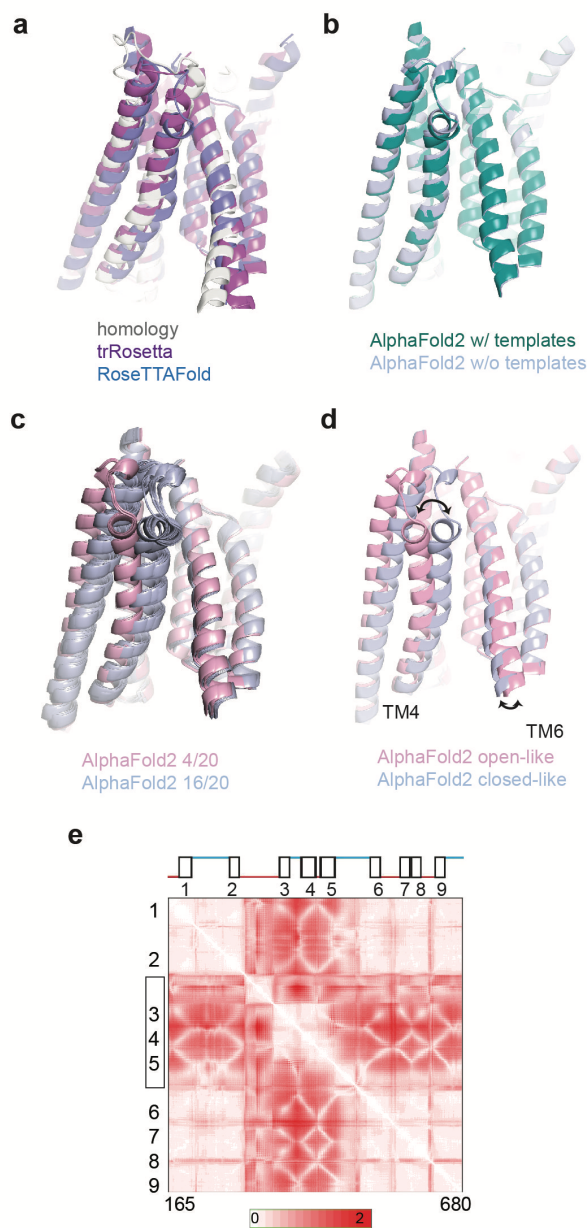 a
b
homology
trRosetta
RoseTTAFold
AlphaFold2 w/ templates
AlphaFold2 w/o templates
c
d
TM4
TM6
AlphaFold2 4/20
AlphaFold2 16/20
AlphaFold2 open-like
AlphaFold2 closed-like
e
1 2 3 4 5 6 7 8 9
1
2
3
4
5
6
7
8
9
165 680
0 2